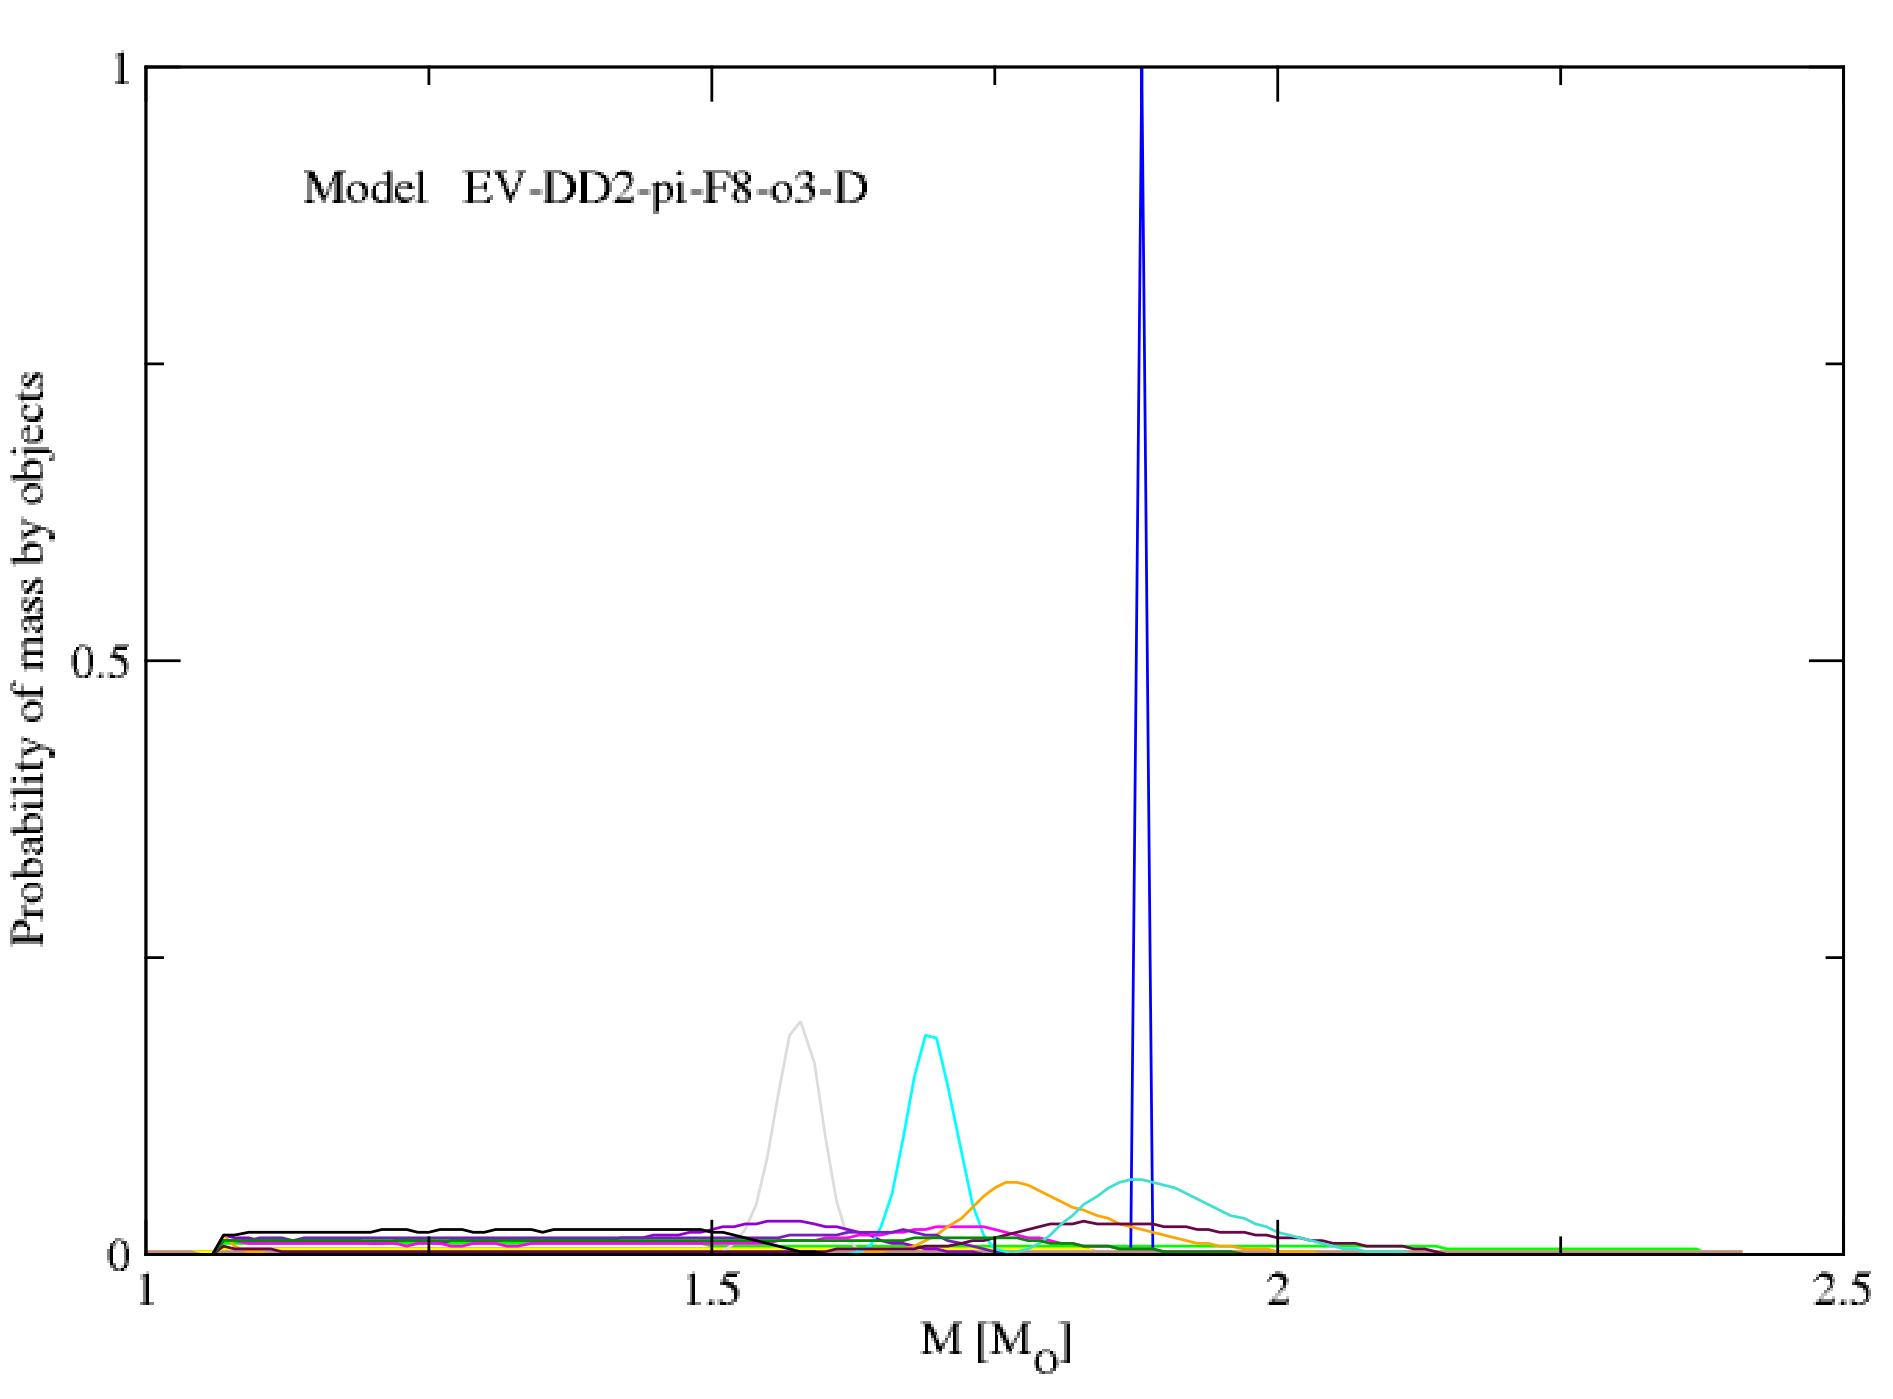 1
Model EV-DD2-pi-F8-o3-D
Probability of mass by objects
0.5
0
1 1.5 2 2.5
M [M_O]